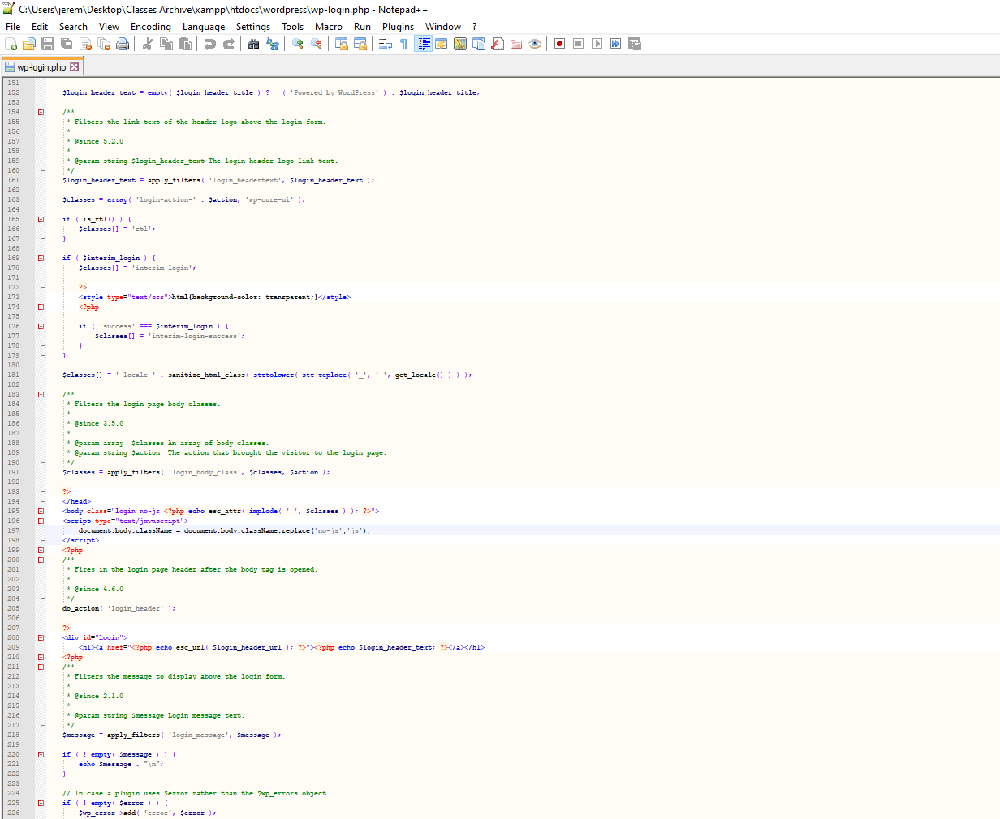 C:\Users\jerem\Desktop\Classes Archive\xampp\htdocs\wordpress\wp-login.php - Notepad++
File Edit Search View Encoding Language Settings Tools Macro Run Plugins Window ?
wp-login.php
151
152 $login_header_text = empty( $login_header_title ) ? __( 'Powered by WordPress' ) : $login_header_title;
153
154 /**
155 * Filters the link text of the header logo above the login form.
156 *
157 * @since 5.2.0
158 *
159 * @param string $login_header_text The login header logo link text.
160 */
161 $login_header_text = apply_filters( 'login_headertext', $login_header_text );
162
163 $classes = array( 'login-action-' . $action, 'wp-core-ui' );
164
165 if ( is_rtl() ) {
166 $classes[] = 'rtl';
167 }
168
169 if ( $interim_login ) {
170 $classes[] = 'interim-login';
171
172 ?>
173 <style type="text/css">html{background-color: transparent;}</style>
174 <?php
175
176 if ( 'success' === $interim_login ) {
177 $classes[] = 'interim-login-success';
178 }
179 }
180
181 $classes[] = ' locale-' . sanitize_html_class( strtolower( str_replace( '_', '-', get_locale() ) ) );
182
183 /**
184 * Filters the login page body classes.
185 *
186 * @since 3.5.0
187 *
188 * @param array  $classes An array of body classes.
189 * @param string $action  The action that brought the visitor to the login page.
190 */
191 $classes = apply_filters( 'login_body_class', $classes, $action );
192
193 ?>
194 </head>
195 <body class="login no-js <?php echo esc_attr( implode( ' ', $classes ) ); ?>">
196 <script type="text/javascript">
197 document.body.className = document.body.className.replace('no-js','js');
198 </script>
199 <?php
200 /**
201 * Fires in the login page header after the body tag is opened.
202 *
203 * @since 4.6.0
204 */
205 do_action( 'login_header' );
206
207 ?>
208 <div id="login">
209 <h1><a href="<?php echo esc_url( $login_header_url ); ?>"><?php echo $login_header_text; ?></a></h1>
210 <?php
211 /**
212 * Filters the message to display above the login form.
213 *
214 * @since 2.1.0
215 *
216 * @param string $message Login message text.
217 */
218 $message = apply_filters( 'login_message', $message );
219
220 if ( ! empty( $message ) ) {
221 echo $message . "\n";
222 }
223
224 // In case a plugin uses $error rather than the $wp_errors object.
225 if ( ! empty( $error ) ) {
226 $wp_error->add( 'error', $error );